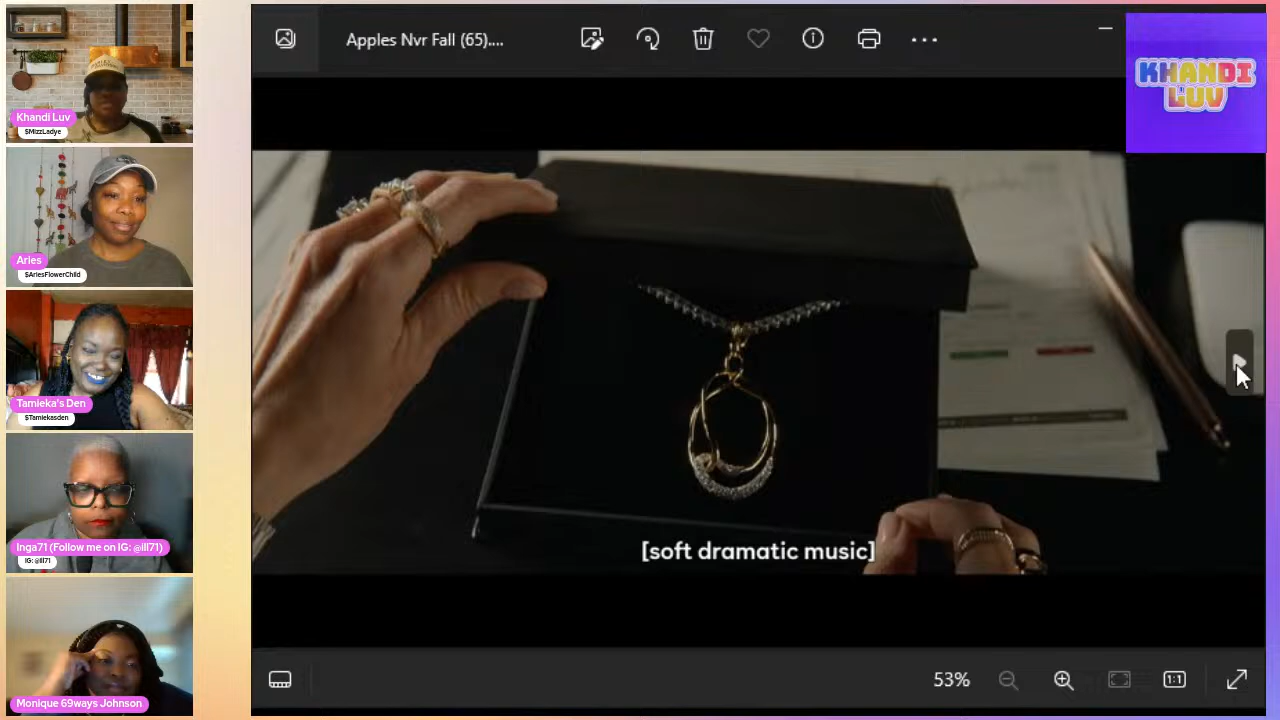 Khandi Luv
$MizzLadye
Aries
$AriesFlowerChild
Tamieka's Den
$Tamiekasden
Inga71 (Follow me on IG: @ill71)
IG: @ill71
Monique 69ways Johnson
Apples Nvr Fall (65)....
KHANDI
LUV
[soft dramatic music]
53%
1:1